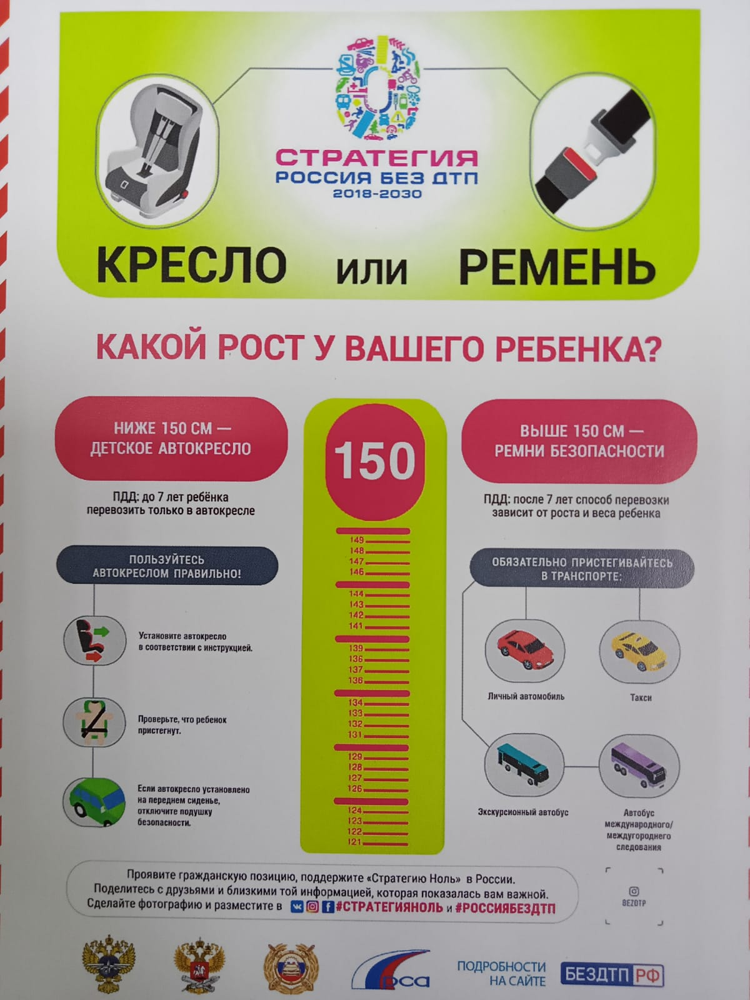 СТРАТЕГИЯ
РОССИЯ БЕЗ ДТП
2018-2030
КРЕСЛО или РЕМЕНЬ
КАКОЙ РОСТ У ВАШЕГО РЕБЕНКА?
НИЖЕ 150 СМ —
ДЕТСКОЕ АВТОКРЕСЛО
ПДД: до 7 лет ребёнка
перевозить только в автокресле
ПОЛЬЗУЙТЕСЬ
АВТОКРЕСЛОМ ПРАВИЛЬНО!
Установите автокресло
в соответствии с инструкцией.
Проверьте, что ребенок
пристегнут.
Если автокресло установлено
на переднем сиденье,
отключите подушку
безопасности.
150
149
148
147
146
144
143
142
141
139
136
137
136
134
133
132
131
129
128
127
126
124
123
122
121
ВЫШЕ 150 СМ —
РЕМНИ БЕЗОПАСНОСТИ
ПДД: после 7 лет способ перевозки
зависит от роста и веса ребенка
ОБЯЗАТЕЛЬНО ПРИСТЕГИВАЙТЕСЬ
В ТРАНСПОРТЕ:
Личный автомобиль
Такси
Экскурсионный автобус
Автобус
международного/
междугороднего
следования
Проявите гражданскую позицию, поддержите «Стратегию Ноль» в России.
Поделитесь с друзьями и близкими той информацией, которая показалась вам важной.
Сделайте фотографию и разместите в #СТРАТЕГИЯНОЛЬ и #РОССИЯБЕЗДТП
BEZDTP
рса
ПОДРОБНОСТИ
НА САЙТЕ
БЕЗДТП РФ